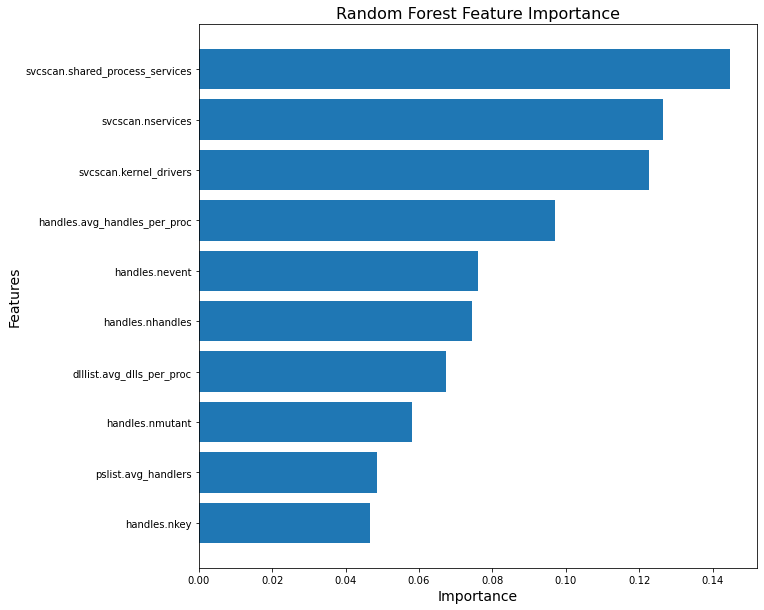 Random Forest Feature Importance
Features
svcscan.shared_process_services
svcscan.nservices
svcscan.kernel_drivers
handles.avg_handles_per_proc
handles.nevent
handles.nhandles
dlllist.avg_dlls_per_proc
handles.nmutant
pslist.avg_handlers
handles.nkey
0.00 0.02 0.04 0.06 0.08 0.10 0.12 0.14
Importance